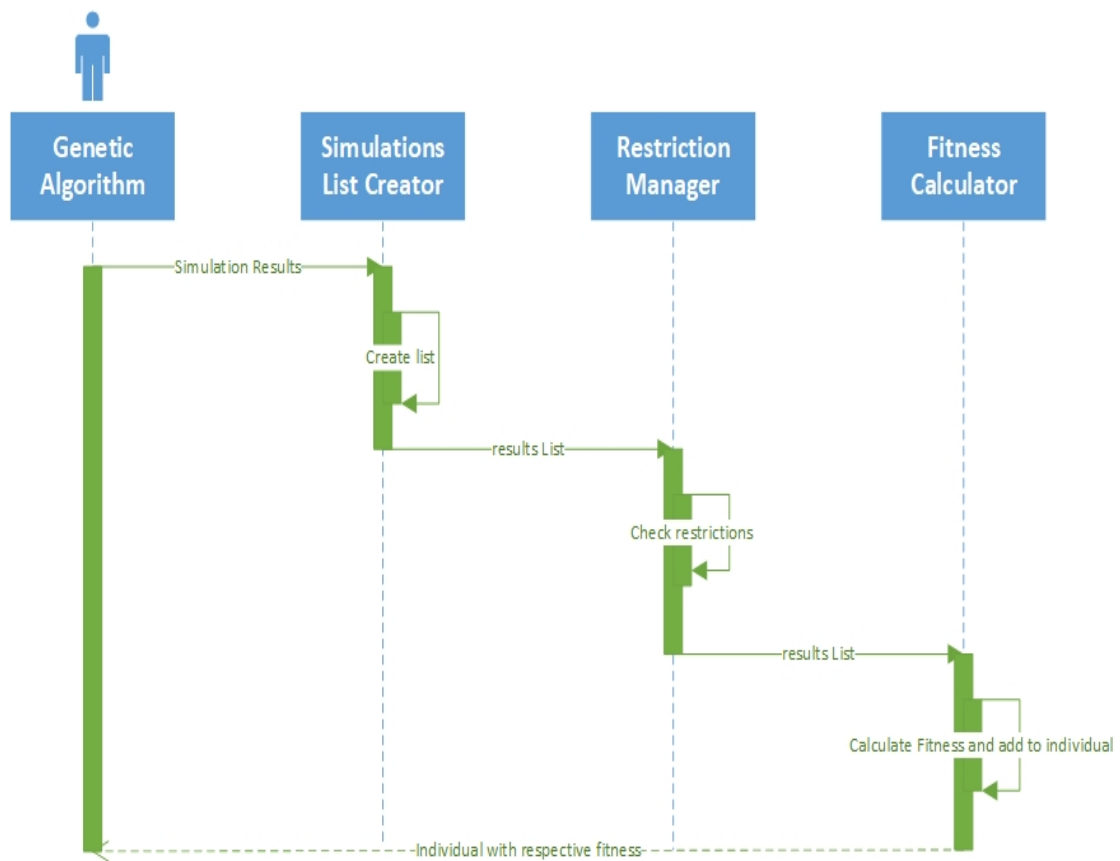 Genetic
Algorithm
Simulations
List Creator
Restriction
Manager
Fitness
Calculator
Simulation Results
Create list
results List
Check restrictions
results List
Calculate Fitness and add to individual
Individual with respective fitness